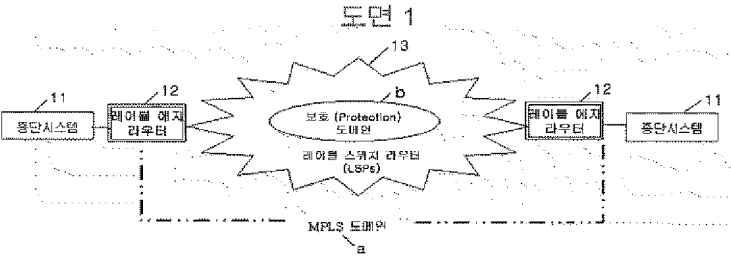 도면 1
13
11
12
b
12
11
종단시스템
레이블 에지
라우터
보호 (Protection)
도메인
레이블 스위치 라우터
(LSPs)
레이블 에지
라우터
종단시스템
MPLS 도메인
a